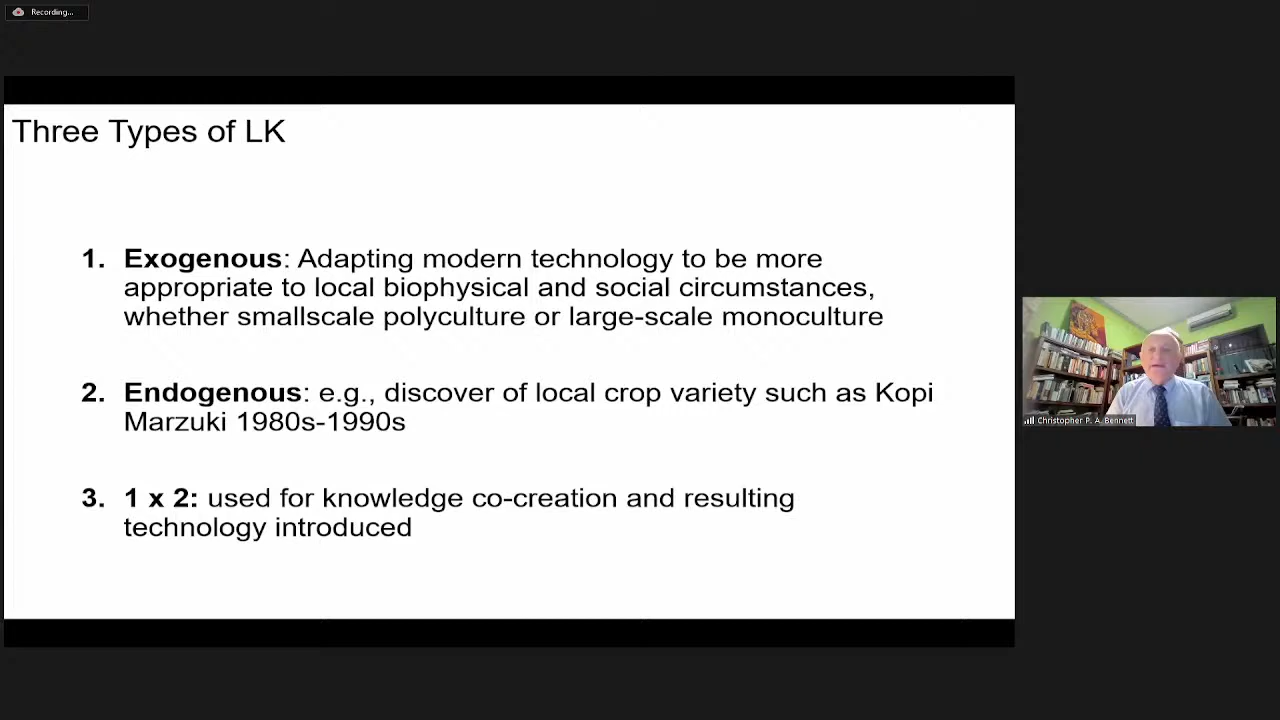 Recording...
Three Types of LK
1. Exogenous: Adapting modern technology to be more
appropriate to local biophysical and social circumstances,
whether smallscale polyculture or large-scale monoculture
2. Endogenous: e.g., discover of local crop variety such as Kopi
Marzuki 1980s-1990s
3. 1 x 2: used for knowledge co-creation and resulting
technology introduced
Christopher P. A. Bennett